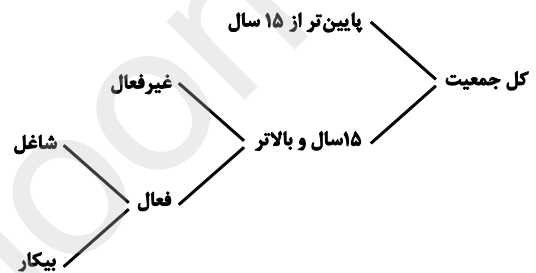 پایین‌تر از ۱۵ سال
کل جمعیت
غیرفعال
۱۵سال و بالاتر
شاغل
فعال
بیکار